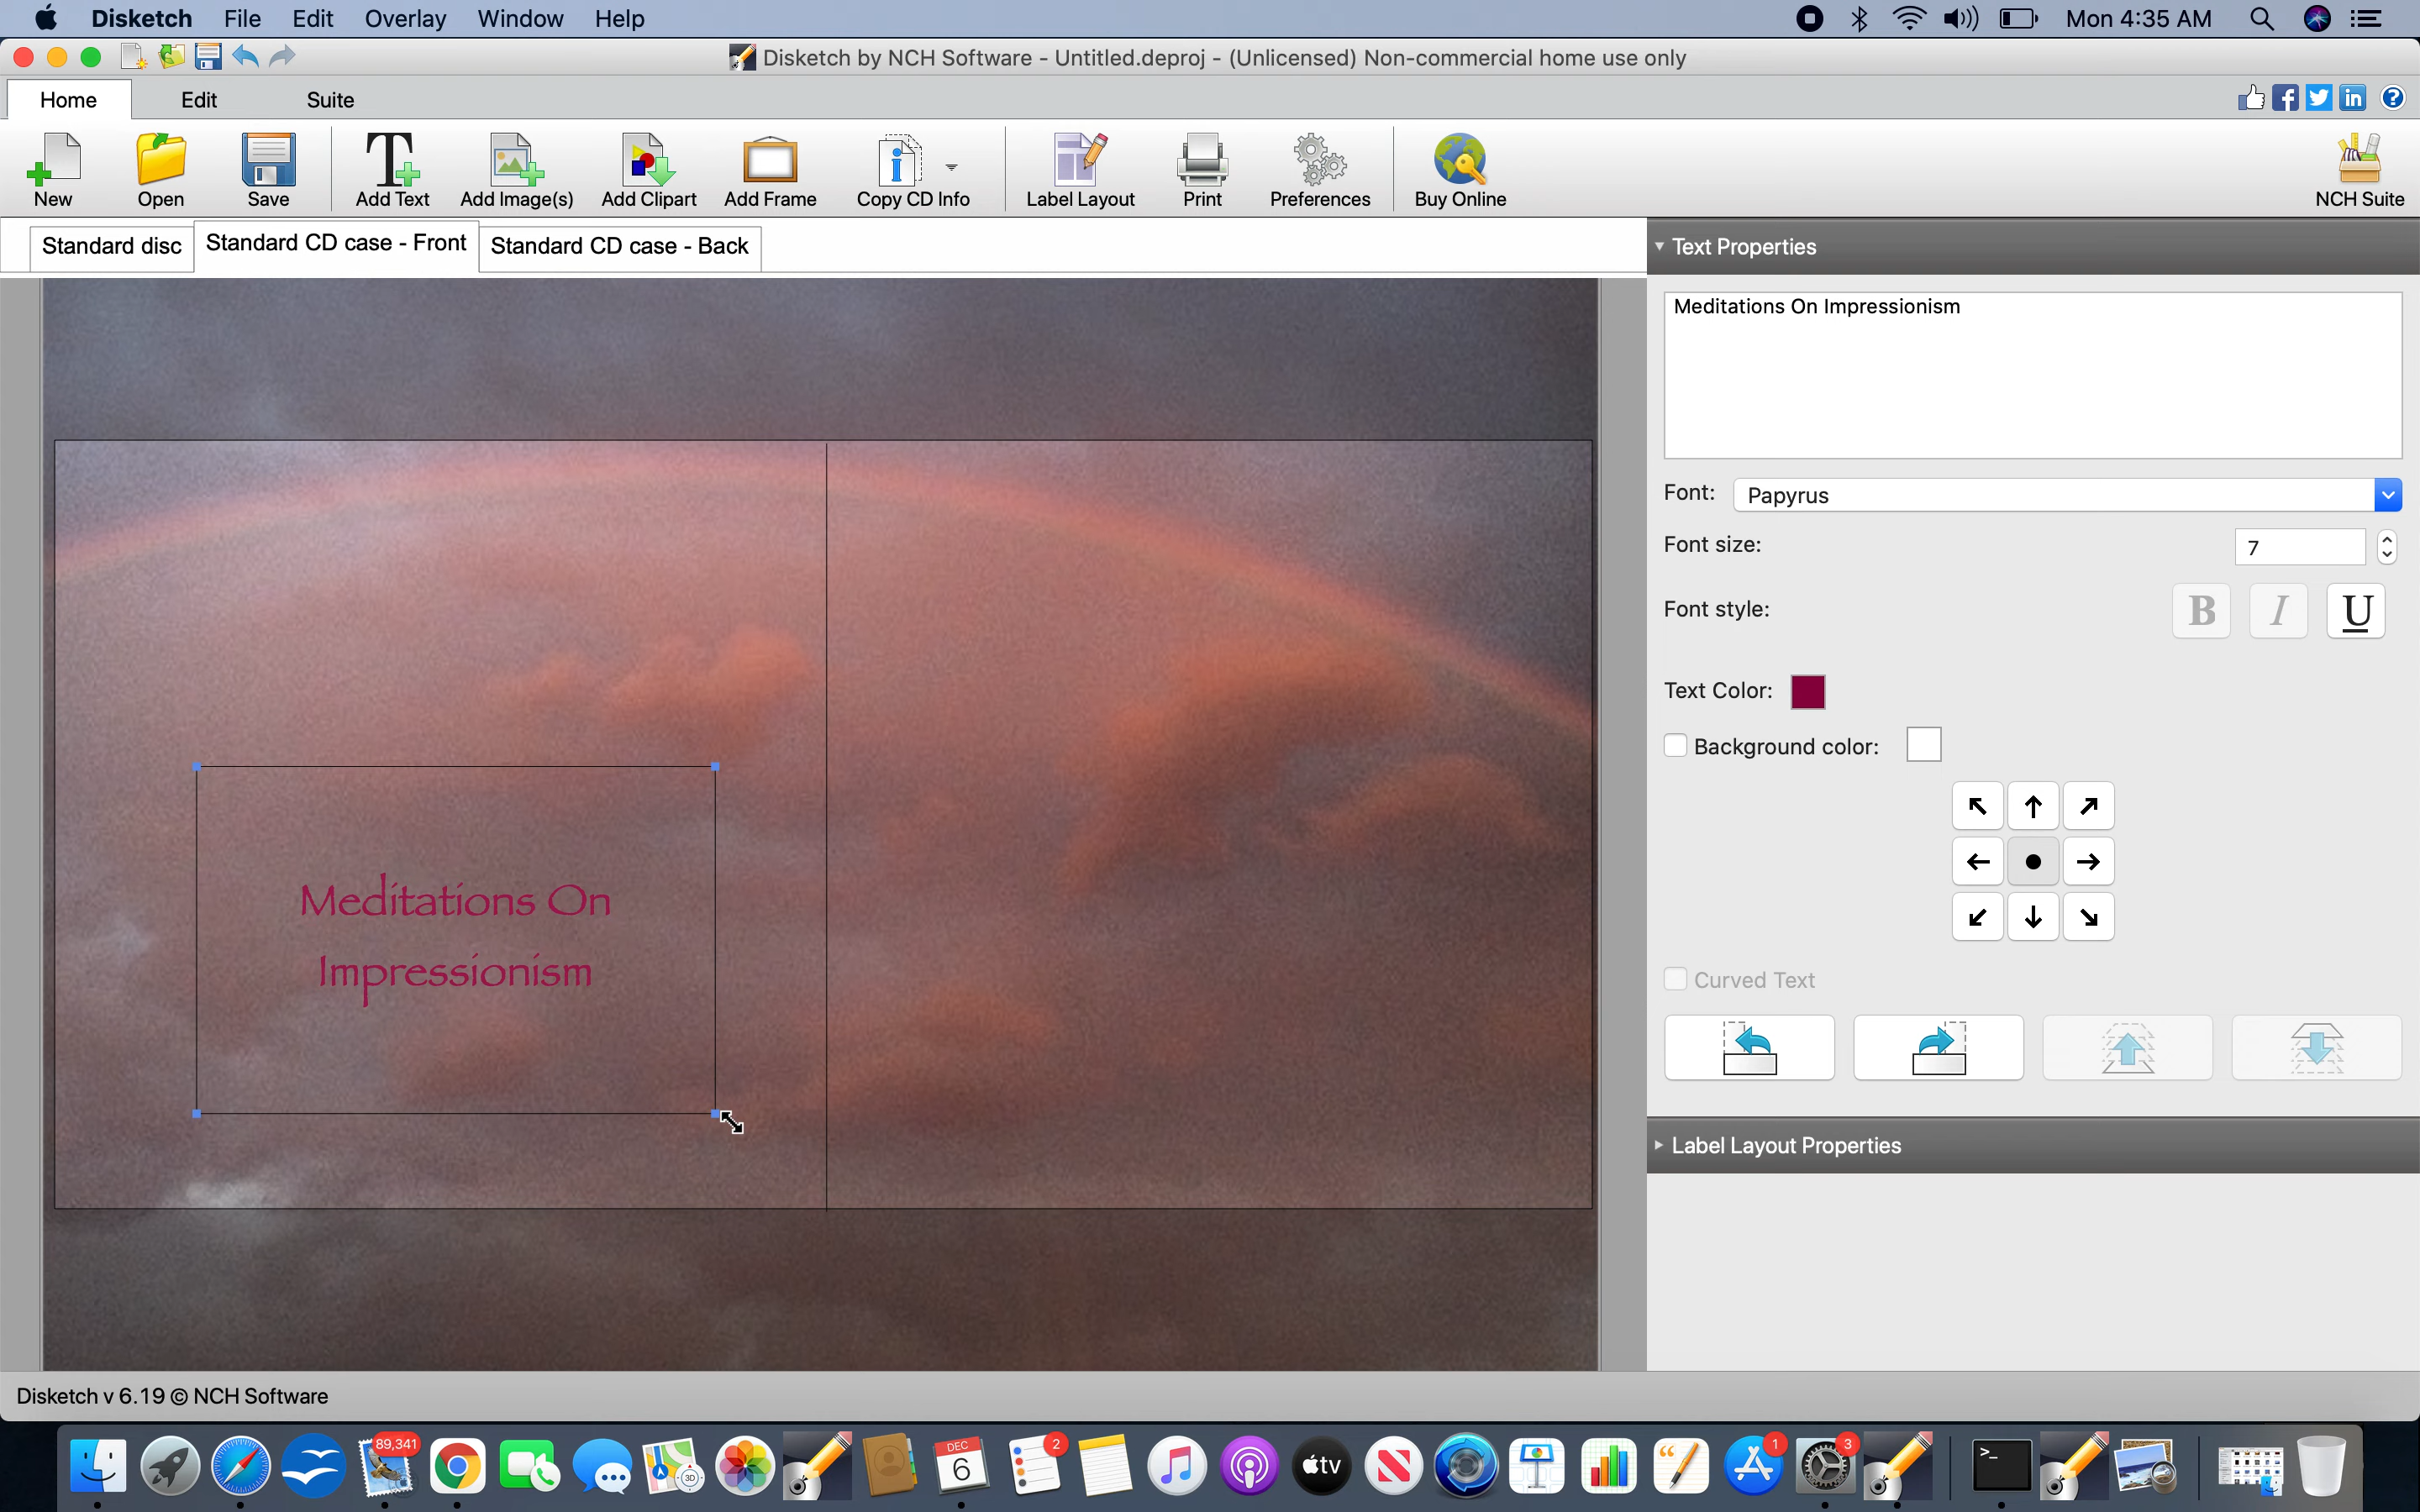 Disketch File Edit Overlay Window Help Mon 4:35 AM
Disketch by NCH Software - Untitled.deproj - (Unlicensed) Non-commercial home use only
Home Edit Suite
New Open Save Add Text Add Image(s) Add Clipart Add Frame Copy CD Info Label Layout Print Preferences Buy Online NCH Suite
Standard disc Standard CD case - Front Standard CD case - Back
Text Properties
Meditations On Impressionism
Font: Papyrus
Font size: 7
Font style: B I U
Text Color:
Background color:
Curved Text
Label Layout Properties
Meditations On
Impressionism
Disketch v 6.19 © NCH Software
89,341 DEC 6 2 tv 1 3
3D